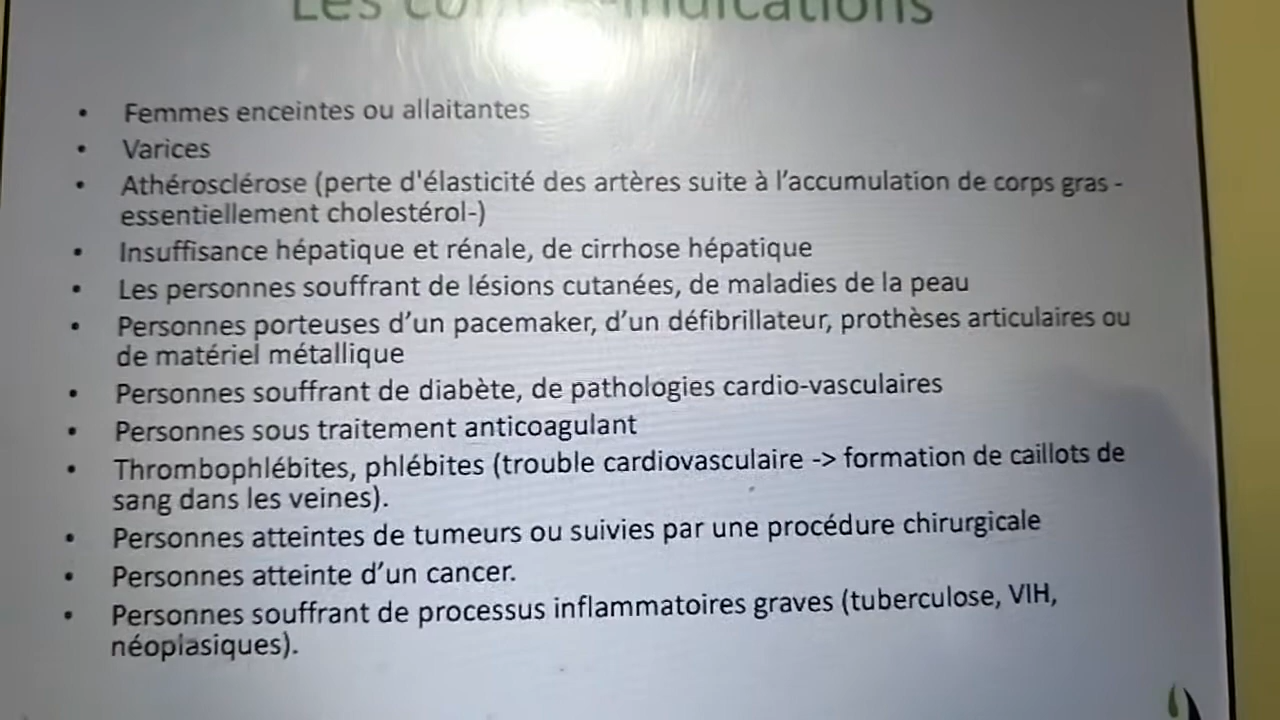 Les contre-indications
• Femmes enceintes ou allaitantes
• Varices
• Athérosclérose (perte d'élasticité des artères suite à l'accumulation de corps gras -
essentiellement cholestérol-)
• Insuffisance hépatique et rénale, de cirrhose hépatique
• Les personnes souffrant de lésions cutanées, de maladies de la peau
• Personnes porteuses d'un pacemaker, d'un défibrillateur, prothèses articulaires ou
de matériel métallique
• Personnes souffrant de diabète, de pathologies cardio-vasculaires
• Personnes sous traitement anticoagulant
• Thrombophlébites, phlébites (trouble cardiovasculaire -> formation de caillots de
sang dans les veines).
• Personnes atteintes de tumeurs ou suivies par une procédure chirurgicale
• Personnes atteinte d'un cancer.
• Personnes souffrant de processus inflammatoires graves (tuberculose, VIH,
néoplasiques).